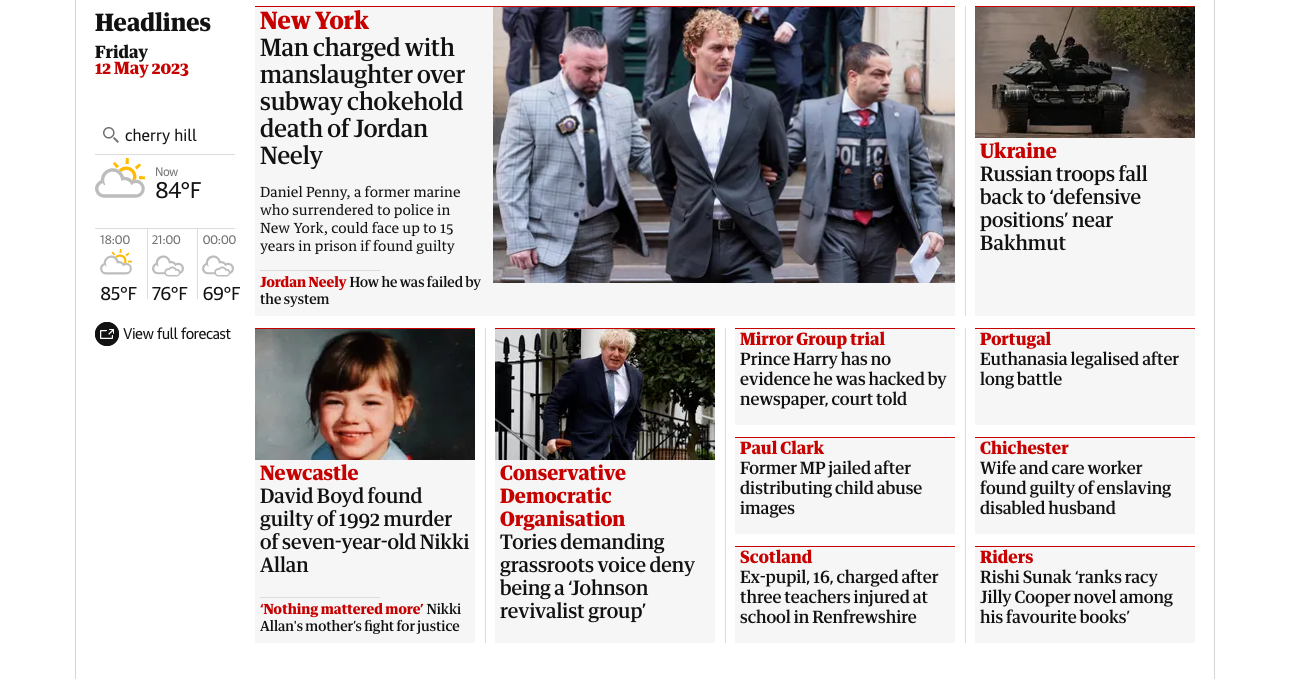 Headlines
Friday
12 May 2023
cherry hill
Now
84°F
18:00
21:00
00:00
85°F
76°F
69°F
View full forecast
New York
Man charged with
manslaughter over
subway chokehold
death of Jordan
Neely
Daniel Penny, a former marine
who surrendered to police in
New York, could face up to 15
years in prison if found guilty
Jordan Neely How he was failed by
the system
POLICE
Ukraine
Russian troops fall
back to ‘defensive
positions’ near
Bakhmut
Newcastle
David Boyd found
guilty of 1992 murder
of seven-year-old Nikki
Allan
‘Nothing mattered more’ Nikki
Allan's mother’s fight for justice
Conservative
Democratic
Organisation
Tories demanding
grassroots voice deny
being a ‘Johnson
revivalist group’
Mirror Group trial
Prince Harry has no
evidence he was hacked by
newspaper, court told
Paul Clark
Former MP jailed after
distributing child abuse
images
Scotland
Ex-pupil, 16, charged after
three teachers injured at
school in Renfrewshire
Portugal
Euthanasia legalised after
long battle
Chichester
Wife and care worker
found guilty of enslaving
disabled husband
Riders
Rishi Sunak ‘ranks racy
Jilly Cooper novel among
his favourite books’